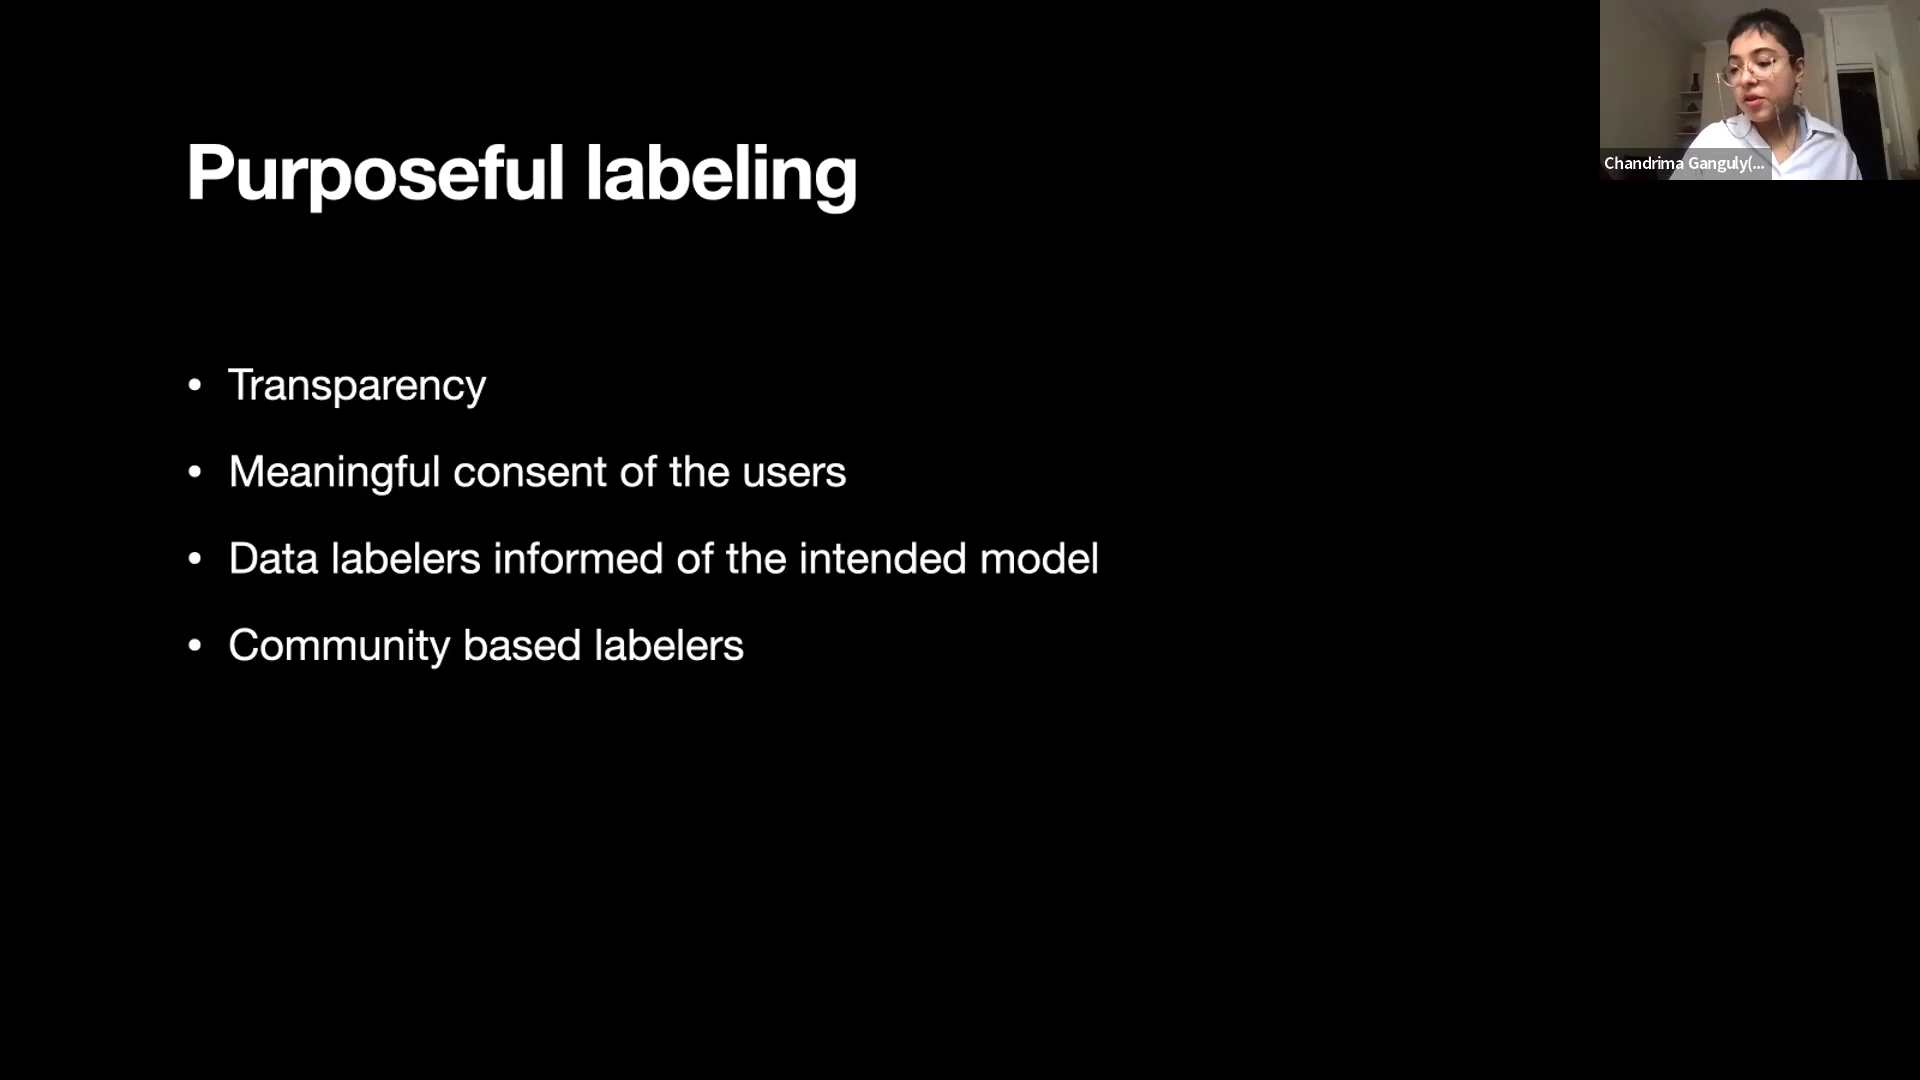 Purposeful labeling
• Transparency
• Meaningful consent of the users
• Data labelers informed of the intended model
• Community based labelers
Chandrima Ganguly(...